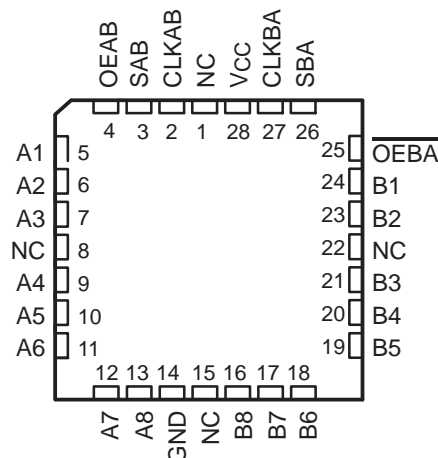 OEAB SAB CLKAB NC VCC CLKBA SBA
4 3 2 1 28 27 26
A1 5 25 OEBA
A2 6 24 B1
A3 7 23 B2
NC 8 22 NC
A4 9 21 B3
A5 10 20 B4
A6 11 19 B5
12 13 14 15 16 17 18
A7 A8 GND NC B8 B7 B6